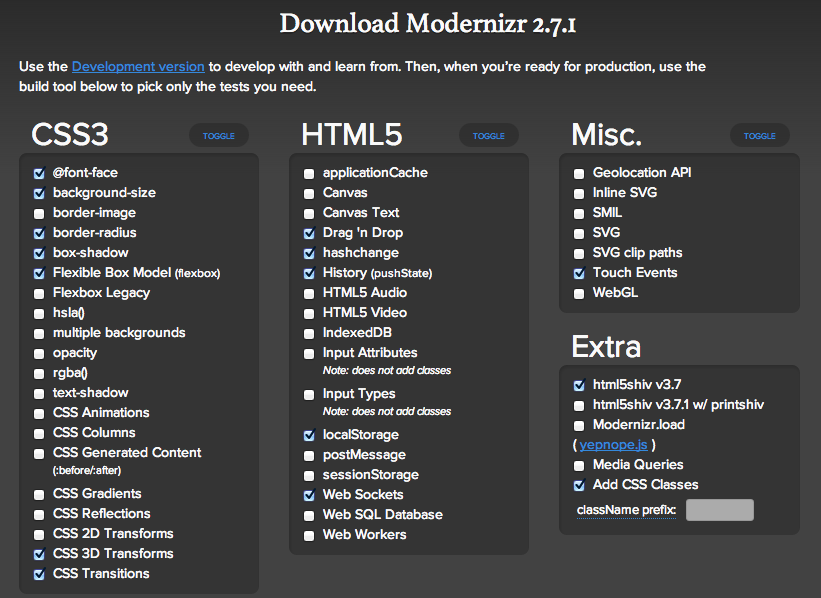 Download Modernizr 2.7.1
Use the Development version to develop with and learn from. Then, when you're ready for production, use the
build tool below to pick only the tests you need.
CSS3
TOGGLE
@font-face
background-size
border-image
border-radius
box-shadow
Flexible Box Model (flexbox)
Flexbox Legacy
hsla()
multiple backgrounds
opacity
rgba()
text-shadow
CSS Animations
CSS Columns
CSS Generated Content
(:before/:after)
CSS Gradients
CSS Reflections
CSS 2D Transforms
CSS 3D Transforms
CSS Transitions
HTML5
TOGGLE
applicationCache
Canvas
Canvas Text
Drag 'n Drop
hashchange
History (pushState)
HTML5 Audio
HTML5 Video
IndexedDB
Input Attributes
Note: does not add classes
Input Types
Note: does not add classes
localStorage
postMessage
sessionStorage
Web Sockets
Web SQL Database
Web Workers
Misc.
TOGGLE
Geolocation API
Inline SVG
SMIL
SVG
SVG clip paths
Touch Events
WebGL
Extra
html5shiv v3.7
html5shiv v3.7.1 w/ printshiv
Modernizr.load
( yepnope.js )
Media Queries
Add CSS Classes
className prefix: